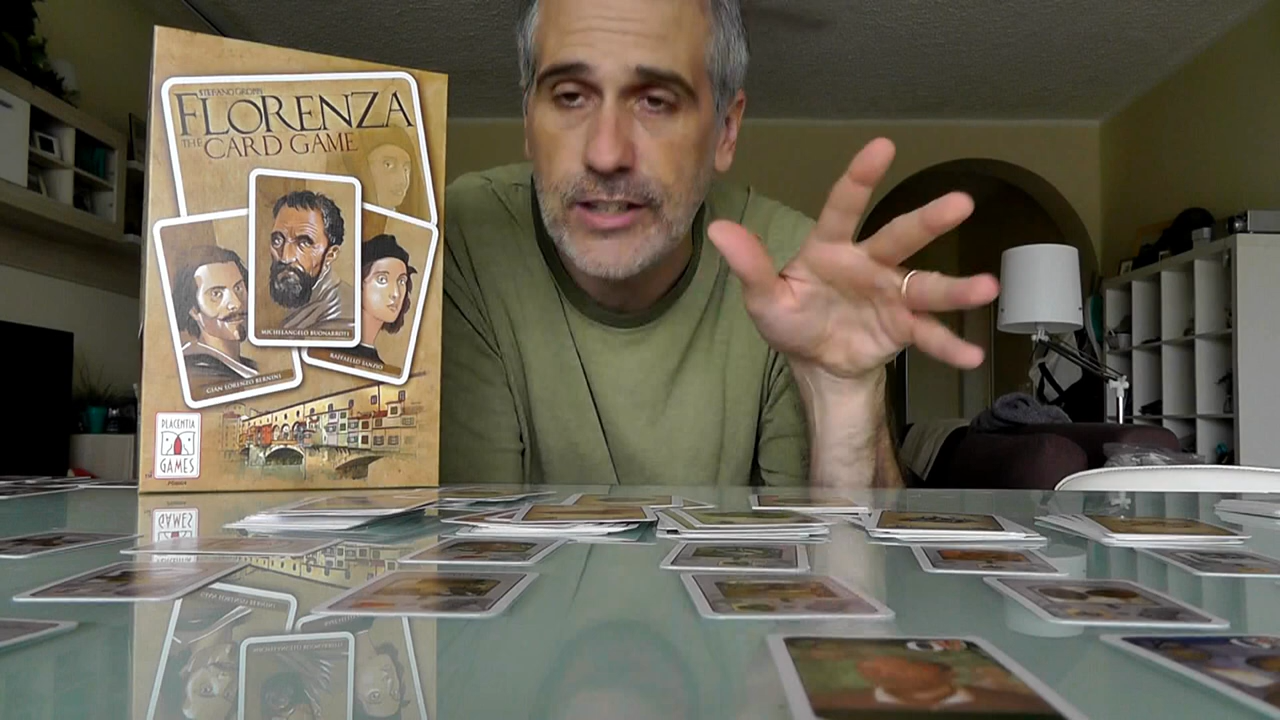 STEFANO GROPPI
FLORENZA
THE CARD GAME
MICHELANGELO BUONARROTI
RAFFAELLO SANZIO
GIAN LORENZO BERNINI
PLACENTIA
GAMES